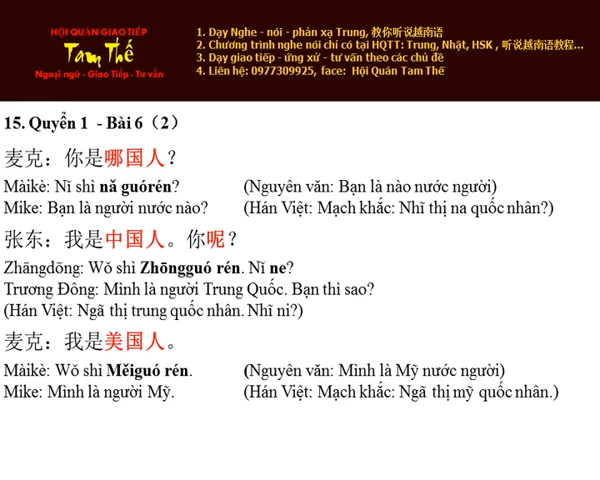 HỘI QUÁN GIAO TIẾP
Tam Thế
Ngoại ngữ - Giao Tiếp - Tư vấn
1. Dạy Nghe - nói - phản xạ Trung, 教你听说越南语
2. Chương trình nghe nói chỉ có tại HQTT: Trung, Nhật, HSK , 听说越南语教程...
3. Dạy giao tiếp - ứng xử - tư vấn theo các chủ đề
4. Liên hệ: 0977309925, face:  Hội Quán Tam Thế
15. Quyển 1 - Bài 6（2）
麦克：你是哪国人？
Màikè: Nǐ shì nǎ guórén? (Nguyên văn: Bạn là nào nước người)
Mike: Bạn là người nước nào? (Hán Việt: Mạch khắc: Nhĩ thị na quốc nhân?)
张东：我是中国人。你呢？
Zhāngdōng: Wǒ shì Zhōngguó rén. Nǐ ne?
Trương Đông: Mình là người Trung Quốc. Bạn thì sao?
(Hán Việt: Ngã thị trung quốc nhân. Nhĩ ni?)
麦克：我是美国人。
Màikè: Wǒ shì Měiguó rén. (Nguyên văn: Mình là Mỹ nước người)
Mike: Mình là người Mỹ. (Hán Việt: Mạch khắc: Ngã thị mỹ quốc nhân.)